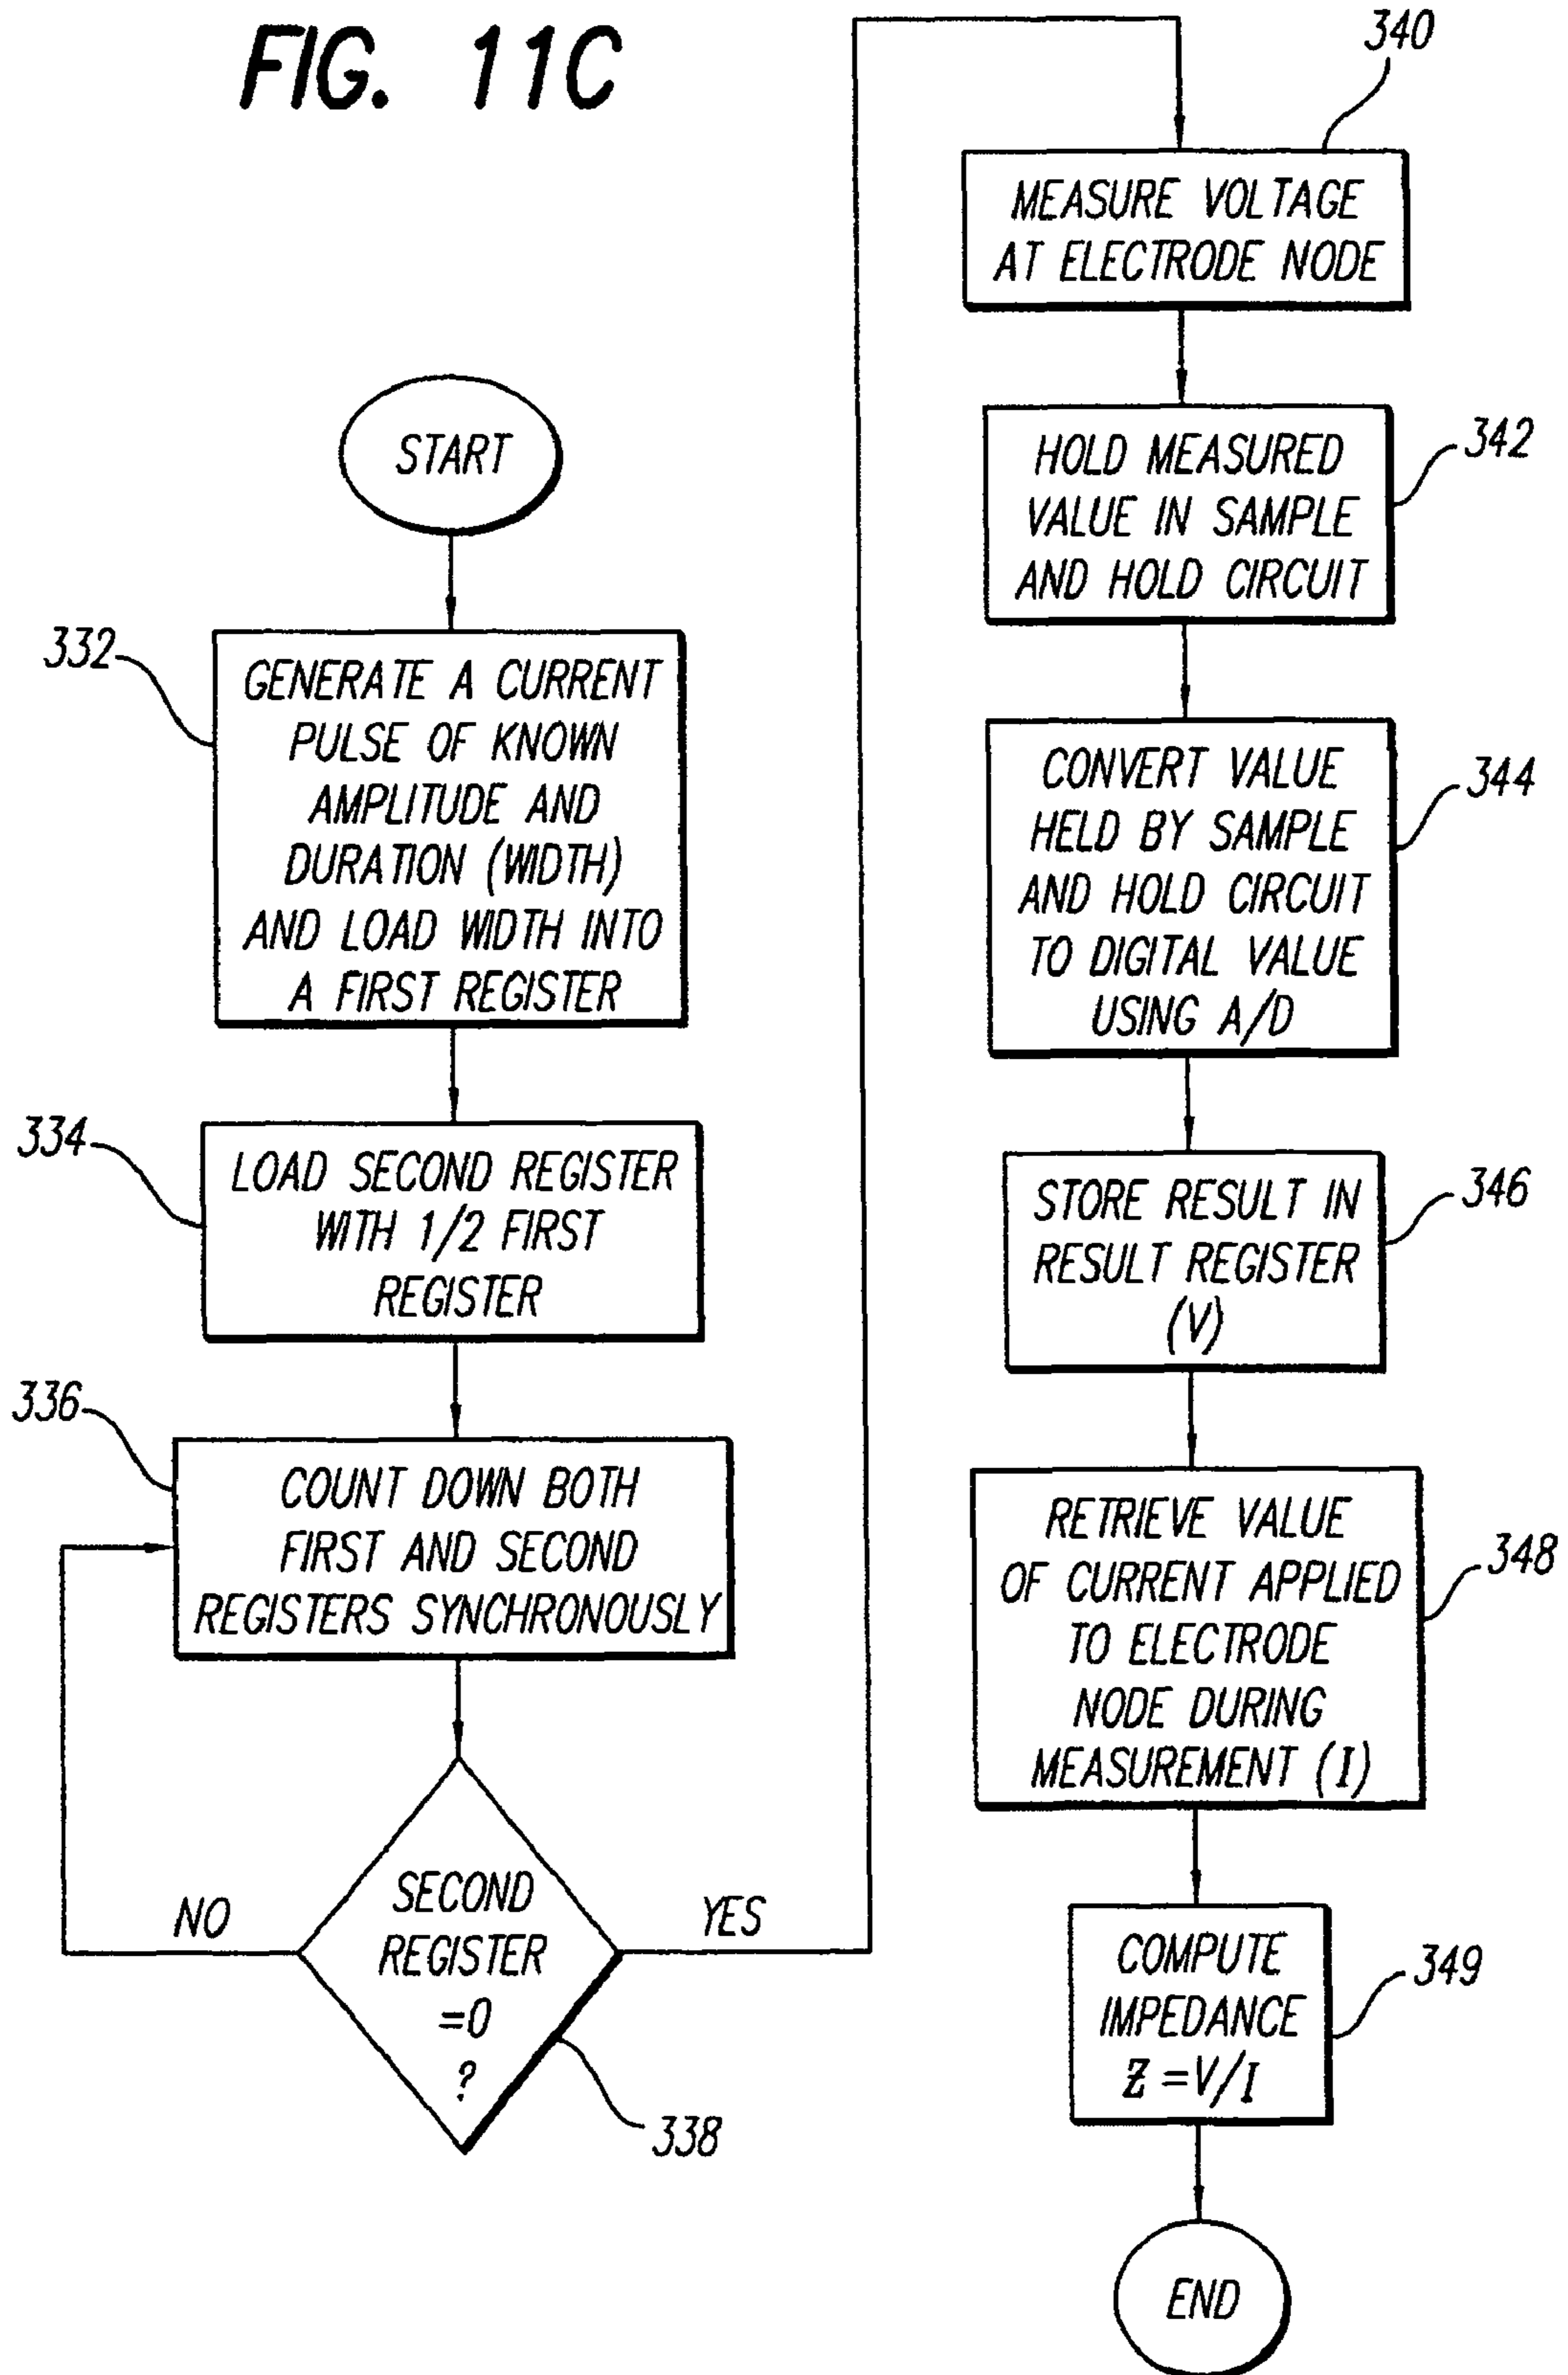 FIG. 11C
START
332
GENERATE A CURRENT
PULSE OF KNOWN
AMPLITUDE AND
DURATION (WIDTH)
AND LOAD WIDTH INTO
A FIRST REGISTER
334
LOAD SECOND REGISTER
WITH 1/2 FIRST
REGISTER
336
COUNT DOWN BOTH
FIRST AND SECOND
REGISTERS SYNCHRONOUSLY
SECOND
REGISTER
=0
?
NO
YES
338
340
MEASURE VOLTAGE
AT ELECTRODE NODE
HOLD MEASURED
VALUE IN SAMPLE
AND HOLD CIRCUIT
342
CONVERT VALUE
HELD BY SAMPLE
AND HOLD CIRCUIT
TO DIGITAL VALUE
USING A/D
344
STORE RESULT IN
RESULT REGISTER
(V)
346
RETRIEVE VALUE
OF CURRENT APPLIED
TO ELECTRODE
NODE DURING
MEASUREMENT (I)
348
COMPUTE
IMPEDANCE
Z =V/I
349
END